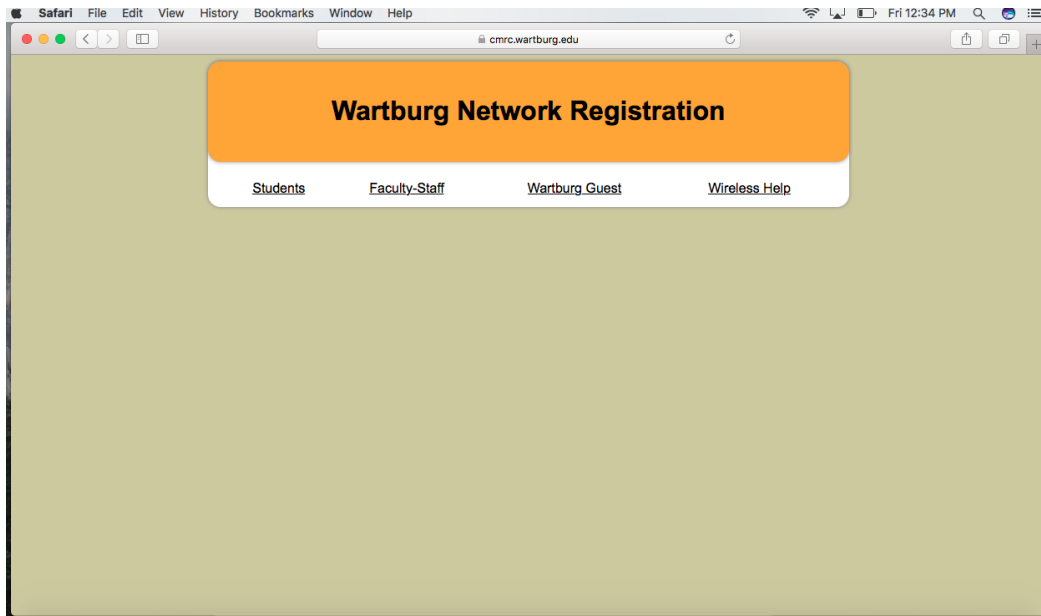 Safari File Edit View History Bookmarks Window Help Fri 12:34 PM
cmrc.wartburg.edu
Wartburg Network Registration
Students Faculty-Staff Wartburg Guest Wireless Help